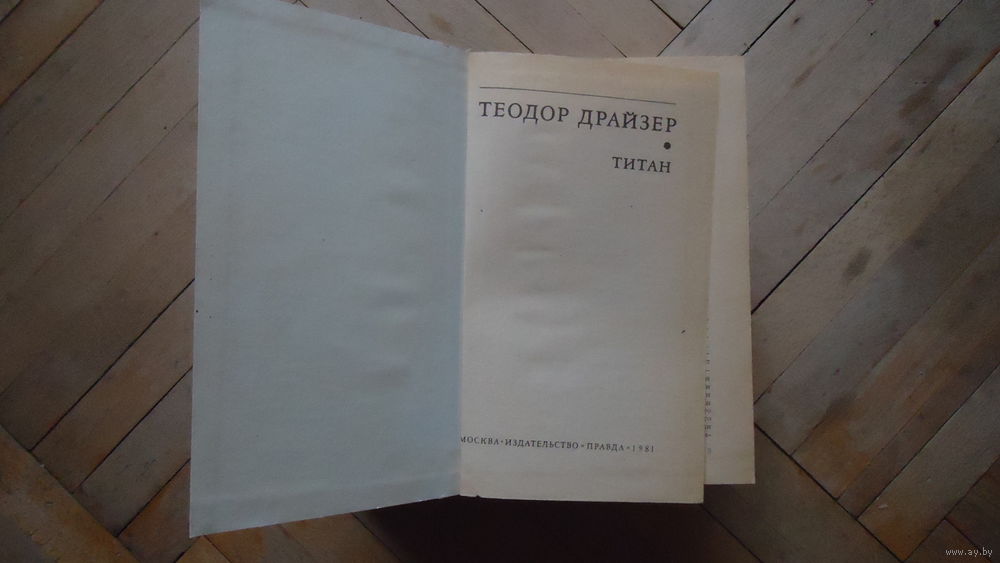 ТЕОДОР ДРАЙЗЕР
•
ТИТАН
МОСКВА • ИЗДАТЕЛЬСТВО • ПРАВДА • 1981
www.ay.by